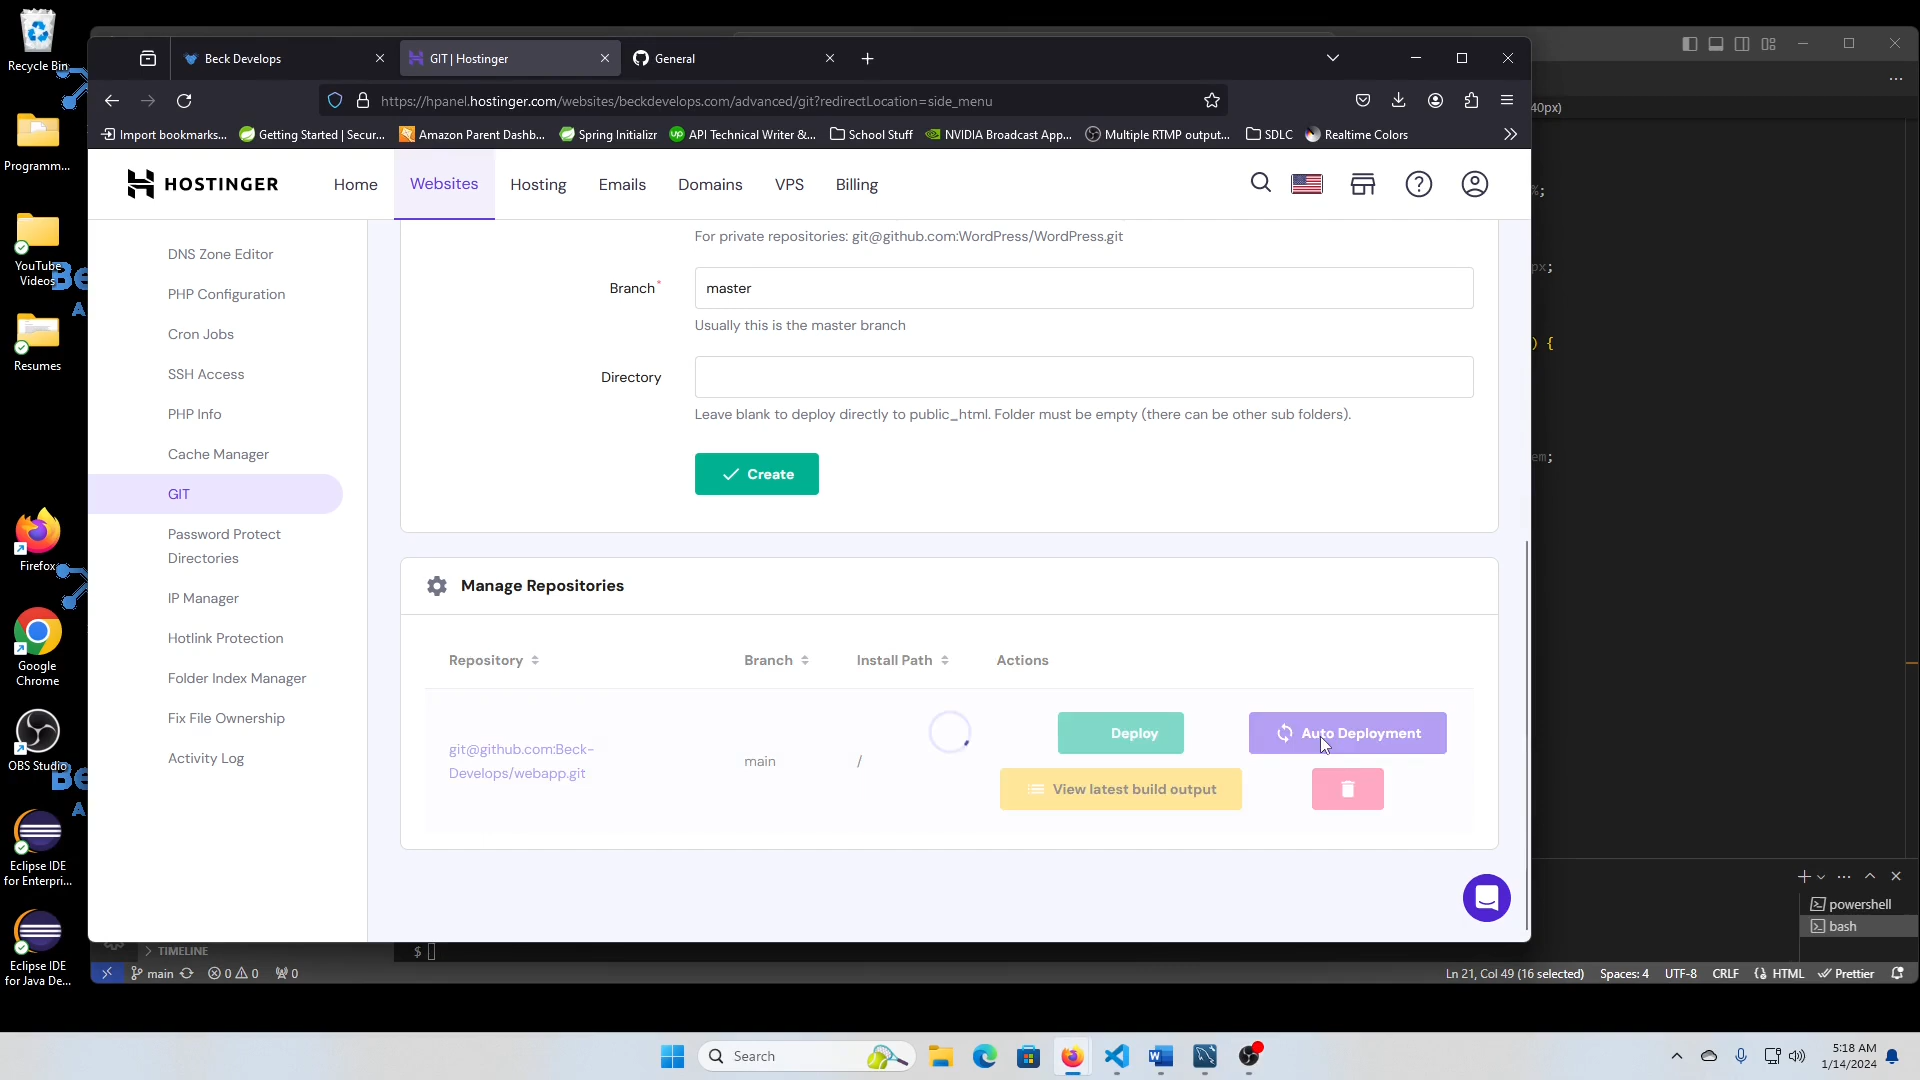 Recycle Bin
Programm...
YouTube
Videos
Resumes
Firefox
Google
Chrome
OBS Studio
Eclipse IDE
for Enterpri...
Eclipse IDE
for Java De...
Be
A
Be
A
Beck Develops
GIT | Hostinger
General
https://hpanel.hostinger.com/websites/beckdevelops.com/advanced/git?redirectLocation=side_menu
Import bookmarks...
Getting Started | Secur...
Amazon Parent Dashb...
Spring Initializr
API Technical Writer &...
School Stuff
NVIDIA Broadcast App...
Multiple RTMP output...
SDLC
Realtime Colors
HOSTINGER
Home
Websites
Hosting
Emails
Domains
VPS
Billing
DNS Zone Editor
PHP Configuration
Cron Jobs
SSH Access
PHP Info
Cache Manager
GIT
Password Protect
Directories
IP Manager
Hotlink Protection
Folder Index Manager
Fix File Ownership
Activity Log
For private repositories: git@github.com:WordPress/WordPress.git
Branch*
master
Usually this is the master branch
Directory
Leave blank to deploy directly to public_html. Folder must be empty (there can be other sub folders).
Create
Manage Repositories
Repository
Branch
Install Path
Actions
git@github.com:Beck-
Develops/webapp.git
main
/
Deploy
Auto Deployment
View latest build output
40px)
%;
px;
) {
em;
powershell
bash
TIMELINE
$
main
0
0
0
Ln 21, Col 49 (16 selected)
Spaces: 4
UTF-8
CRLF
HTML
Prettier
Search
5:18 AM
1/14/2024